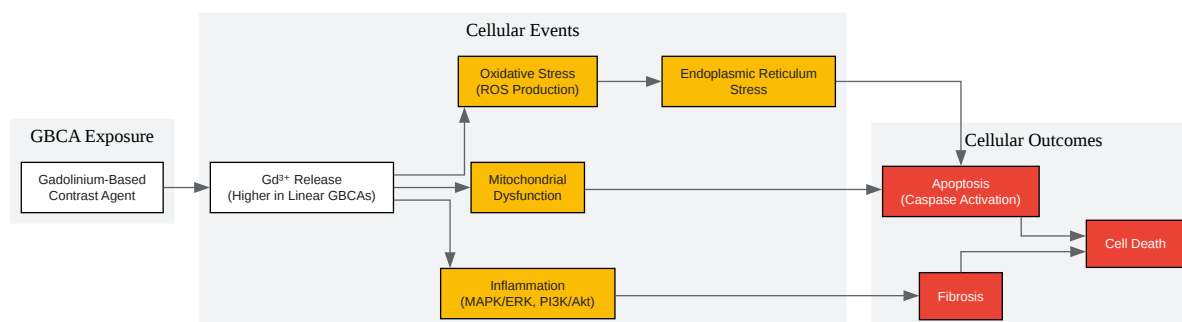 Cellular Events
Oxidative Stress
(ROS Production)
Endoplasmic Reticulum
Stress
GBCA Exposure
Gadolinium-Based
Contrast Agent
Gd³⁺ Release
(Higher in Linear GBCAs)
Mitochondrial
Dysfunction
Inflammation
(MAPK/ERK, PI3K/Akt)
Cellular Outcomes
Apoptosis
(Caspase Activation)
Cell Death
Fibrosis